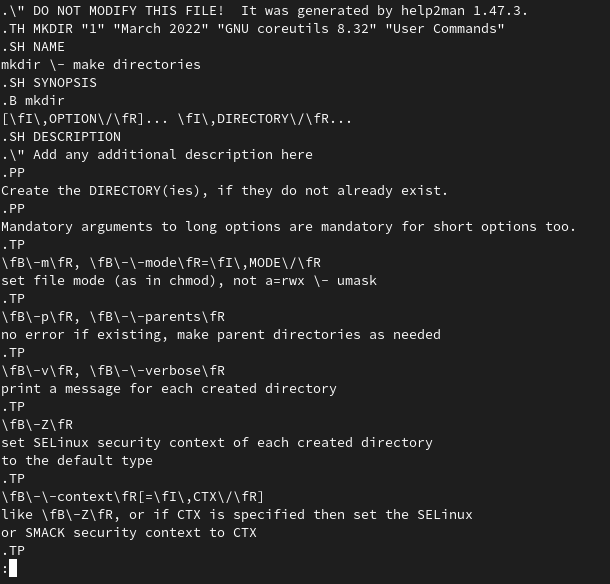 .\" DO NOT MODIFY THIS FILE!  It was generated by help2man 1.47.3.
.TH MKDIR "1" "March 2022" "GNU coreutils 8.32" "User Commands"
.SH NAME
mkdir \- make directories
.SH SYNOPSIS
.B mkdir
[\fI\,OPTION\/\fR]... \fI\,DIRECTORY\/\fR...
.SH DESCRIPTION
.\" Add any additional description here
.PP
Create the DIRECTORY(ies), if they do not already exist.
.PP
Mandatory arguments to long options are mandatory for short options too.
.TP
\fB\-m\fR, \fB\-\-mode\fR=\fI\,MODE\/\fR
set file mode (as in chmod), not a=rwx \- umask
.TP
\fB\-p\fR, \fB\-\-parents\fR
no error if existing, make parent directories as needed
.TP
\fB\-v\fR, \fB\-\-verbose\fR
print a message for each created directory
.TP
\fB\-Z\fR
set SELinux security context of each created directory
to the default type
.TP
\fB\-\-context\fR[=\fI\,CTX\/\fR]
like \fB\-Z\fR, or if CTX is specified then set the SELinux
or SMACK security context to CTX
.TP
: